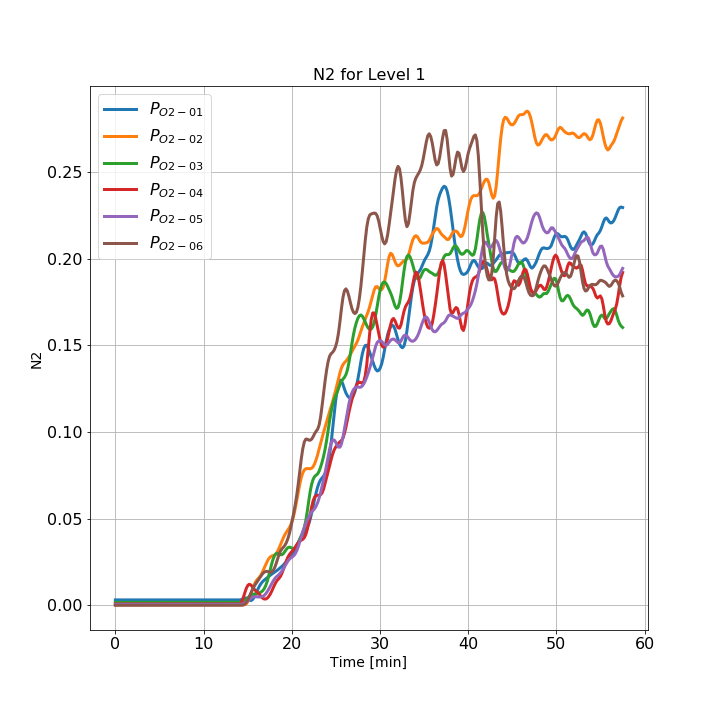 N2 for Level 1
P_{O2-01}
P_{O2-02}
P_{O2-03}
P_{O2-04}
P_{O2-05}
P_{O2-06}
N2
0.25
0.20
0.15
0.10
0.05
0.00
0 10 20 30 40 50 60
Time [min]